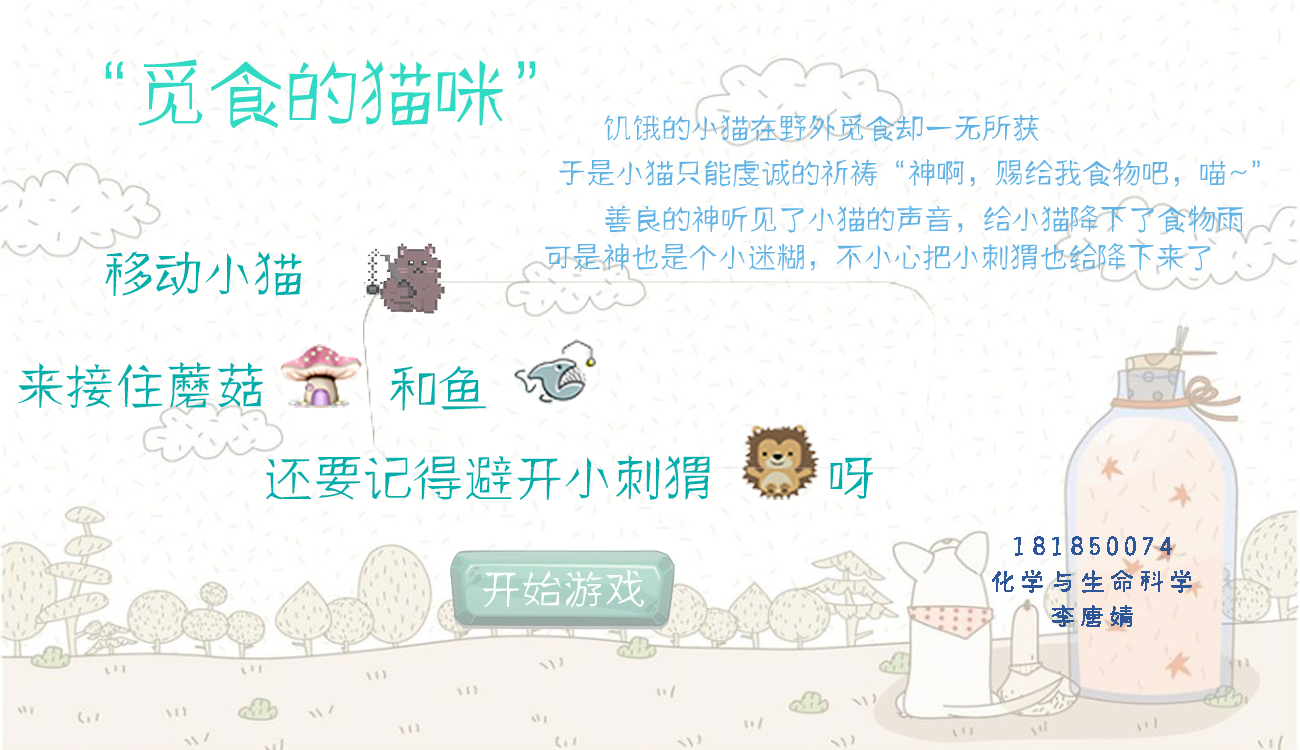 “觅食的猫咪”
饥饿的小猫在野外觅食却一无所获
于是小猫只能虔诚的祈祷“神啊，赐给我食物吧，喵~”
善良的神听见了小猫的声音，给小猫降下了食物雨
可是神也是个小迷糊，不小心把小刺猬也给降下来了
移动小猫
来接住蘑菇 和鱼
还要记得避开小刺猬 呀
开始游戏
181850074
化学与生命科学
李唐婧